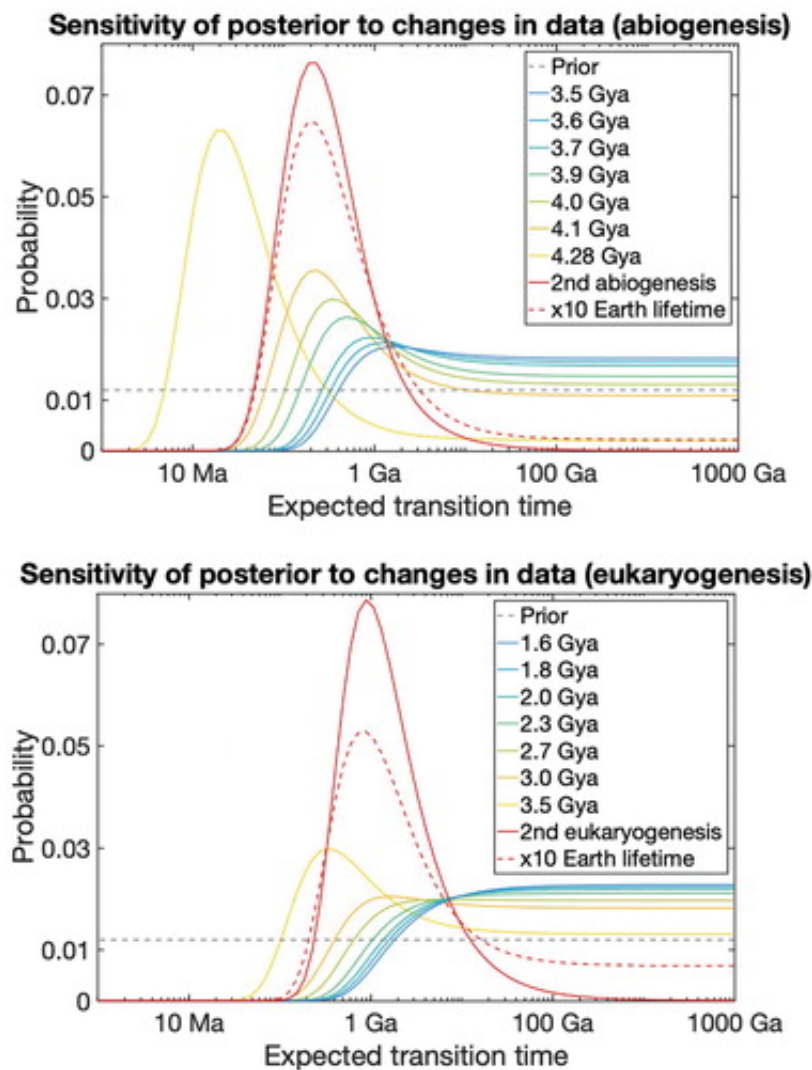 Sensitivity of posterior to changes in data (abiogenesis)
Prior
3.5 Gya
3.6 Gya
3.7 Gya
3.9 Gya
4.0 Gya
4.1 Gya
4.28 Gya
2nd abiogenesis
x10 Earth lifetime
0.07
0.05
0.03
0.01
0
Probability
10 Ma
1 Ga
100 Ga
1000 Ga
Expected transition time
Sensitivity of posterior to changes in data (eukaryogenesis)
Prior
1.6 Gya
1.8 Gya
2.0 Gya
2.3 Gya
2.7 Gya
3.0 Gya
3.5 Gya
2nd eukaryogenesis
x10 Earth lifetime
0.07
0.05
0.03
0.01
0
Probability
10 Ma
1 Ga
100 Ga
1000 Ga
Expected transition time